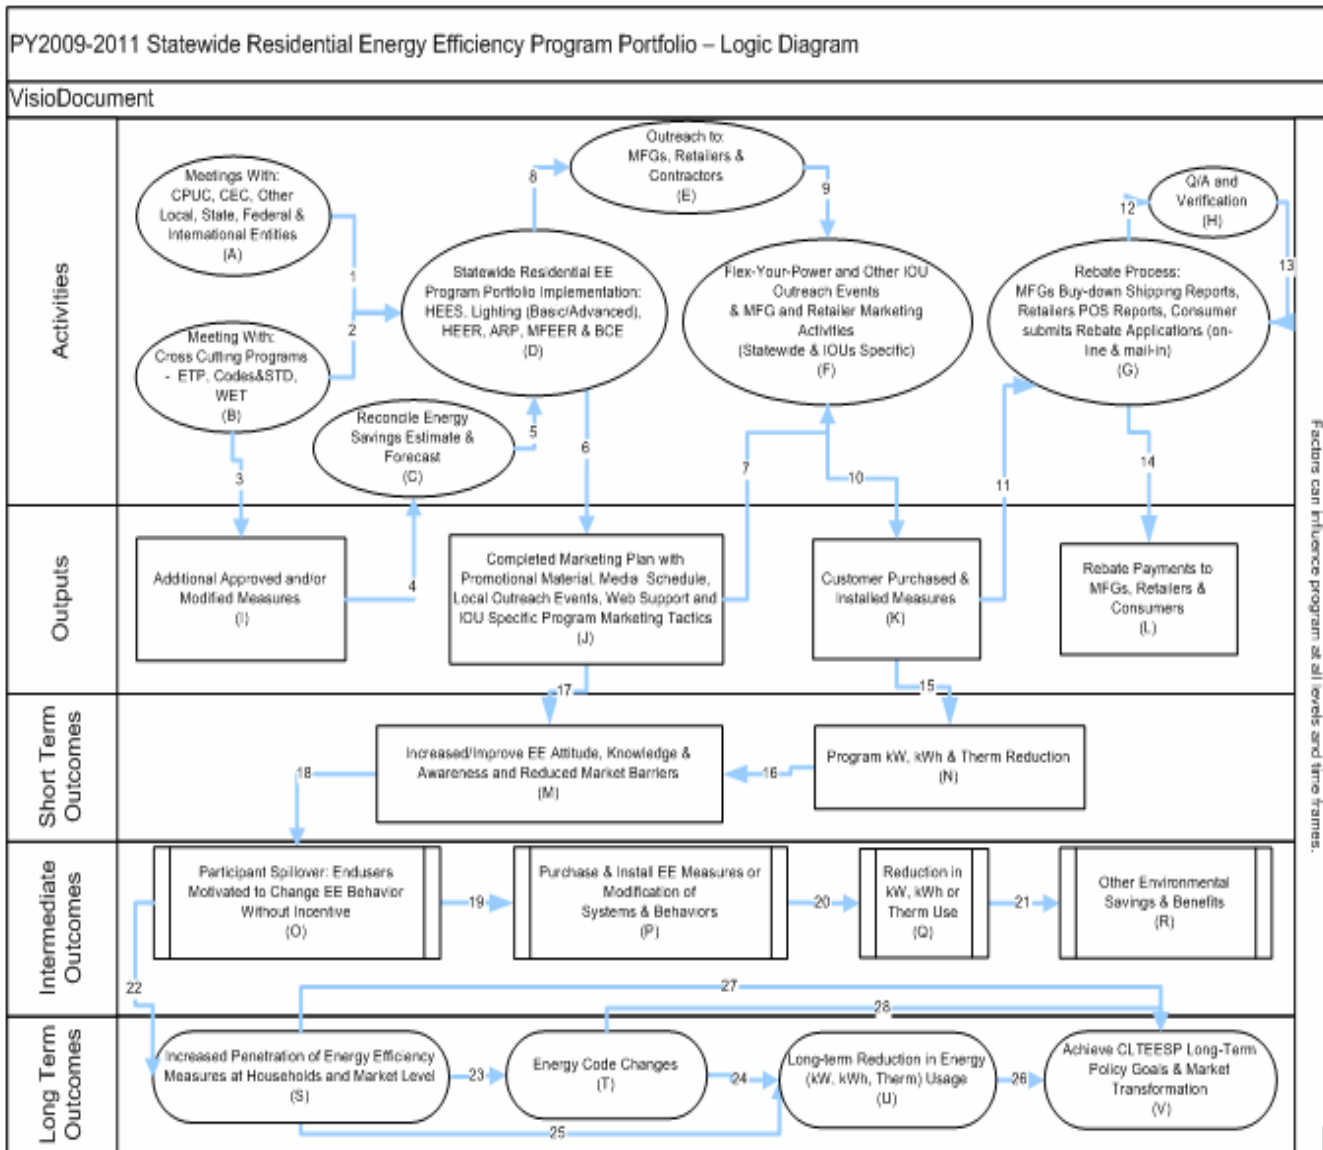 PY2009-2011 Statewide Residential Energy Efficiency Program Portfolio – Logic Diagram
VisioDocument
Activities
Meetings With:
CPUC, CEC, Other
Local, State, Federal &
International Entities
(A)
1
2
Meeting With:
Cross Cutting Programs
- ETP, Codes&STD,
WET
(B)
3
Reconcile Energy
Savings Estimate &
Forecast
(C)
4
5
Statewide Residential EE
Program Portfolio Implementation:
HEES, Lighting (Basic/Advanced),
HEER, ARP, MFEER & BCE
(D)
6
8
Outreach to:
MFGs, Retailers &
Contractors
(E)
9
Flex-Your-Power and Other IOU
Outreach Events
& MFG and Retailer Marketing
Activities
(Statewide & IOUs Specific)
(F)
7
10
11
12
Q/A and
Verification
(H)
13
Rebate Process:
MFGs Buy-down Shipping Reports,
Retailers POS Reports, Consumer
submits Rebate Applications (on-
line & mail-in)
(G)
14
Outputs
Additional Approved and/or
Modified Measures
(I)
Completed Marketing Plan with
Promotional Material, Media Schedule,
Local Outreach Events, Web Support and
IOU Specific Program Marketing Tactics
(J)
Customer Purchased &
Installed Measures
(K)
Rebate Payments to
MFGs, Retailers &
Consumers
(L)
17
15
Short Term
Outcomes
18
Increased/Improve EE Attitude, Knowledge &
Awareness and Reduced Market Barriers
(M)
16
Program kW, kWh & Therm Reduction
(N)
Intermediate
Outcomes
Participant Spillover: Endusers
Motivated to Change EE Behavior
Without Incentive
(O)
19
Purchase & Install EE Measures or
Modification of
Systems & Behaviors
(P)
20
Reduction in
kW, kWh or
Therm Use
(Q)
21
Other Environmental
Savings & Benefits
(R)
22
27
28
Long Term
Outcomes
Increased Penetration of Energy Efficiency
Measures at Households and Market Level
(S)
23
Energy Code Changes
(T)
24
25
Long-term Reduction in Energy
(kW, kWh, Therm) Usage
(U)
26
Achieve CLTEESP Long-Term
Policy Goals & Market
Transformation
(V)
Factors can influence program at all levels and time frames.